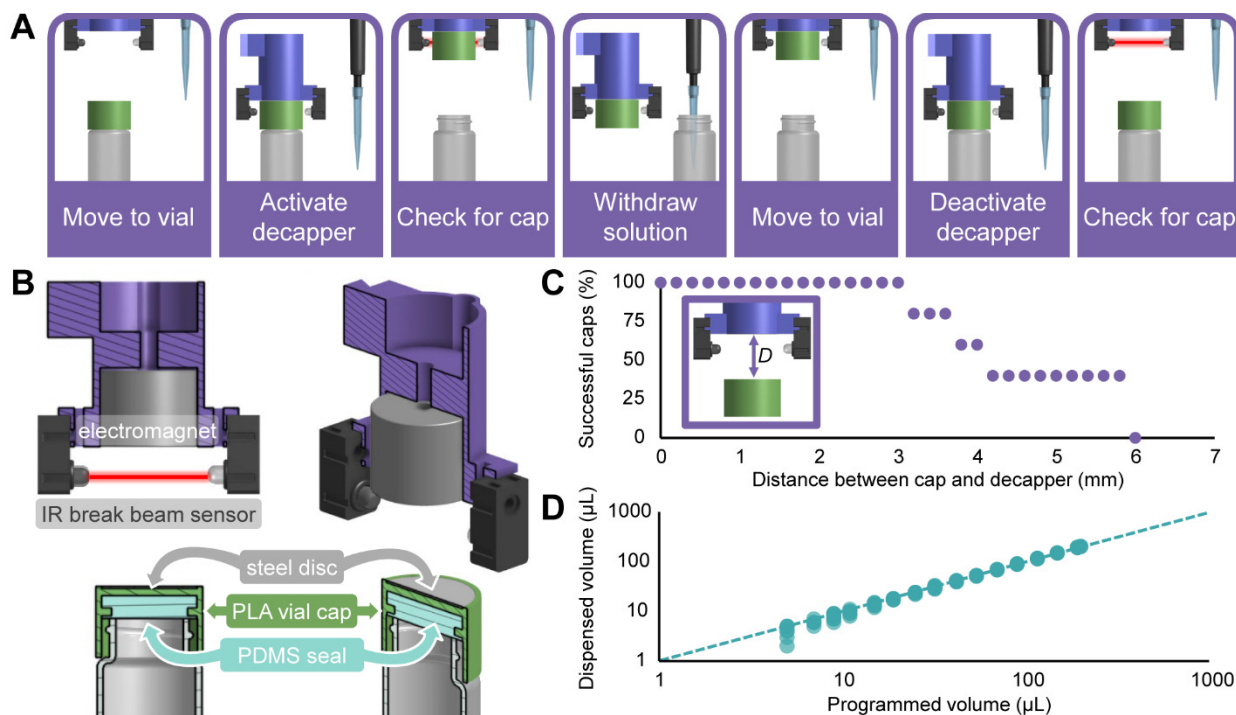 A
Move to vial
Activate
decapper
Check for cap
Withdraw
solution
Move to vial
Deactivate
decapper
Check for cap
B
electromagnet
IR break beam sensor
steel disc
PLA vial cap
PDMS seal
C
Successful caps (%)
100
75
50
25
0
D
0 1 2 3 4 5 6 7
Distance between cap and decapper (mm)
D
Dispensed volume (µL)
1000
100
10
1
1 10 100 1000
Programmed volume (µL)